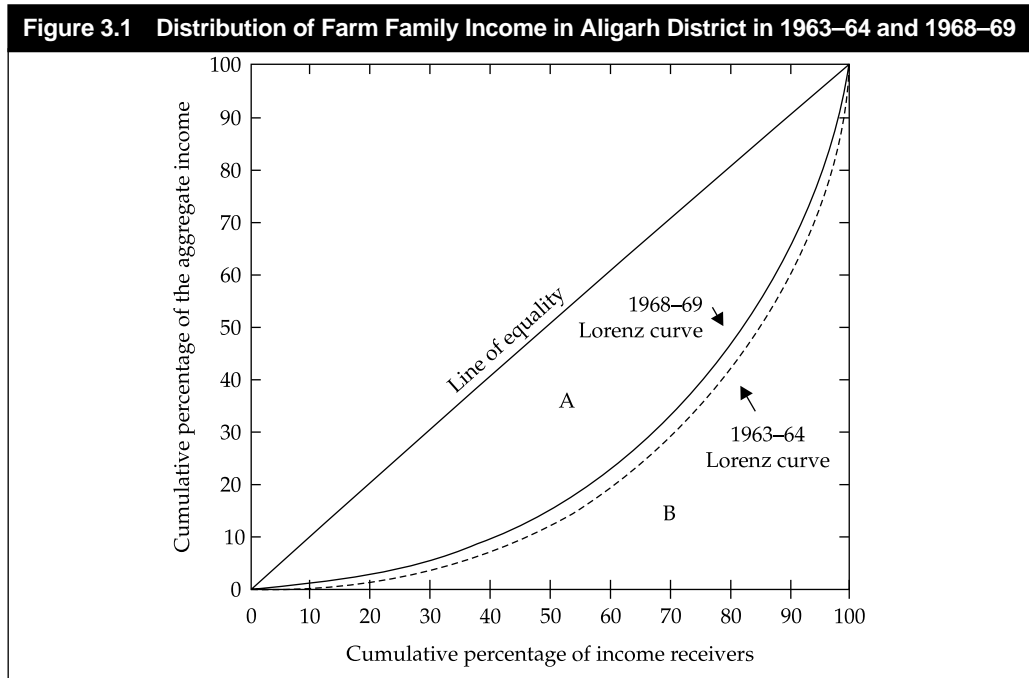 Figure 3.1 Distribution of Farm Family Income in Aligarh District in 1963–64 and 1968–69
Cumulative percentage of the aggregate income
100
90
80
70
60
50
40
30
20
10
0
Line of equality
1968–69
Lorenz curve
A
1963–64
Lorenz curve
B
0 10 20 30 40 50 60 70 80 90 100
Cumulative percentage of income receivers